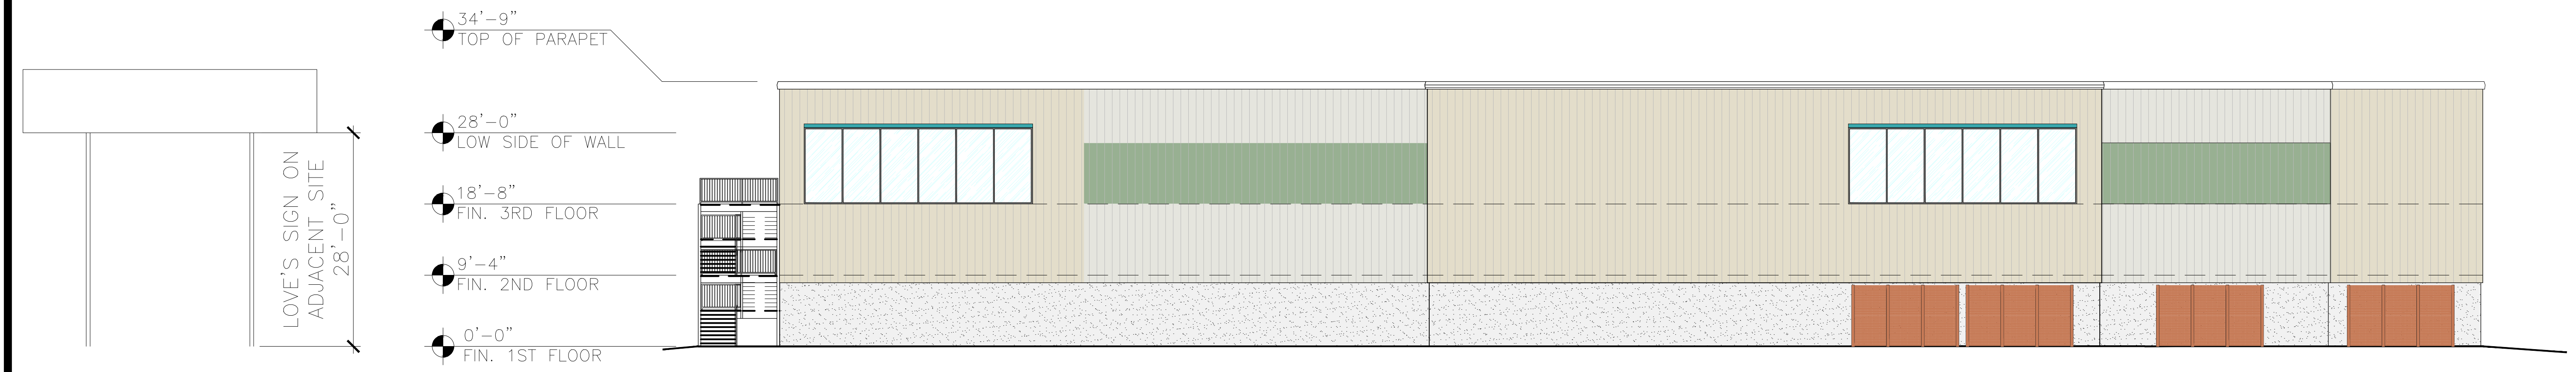 34'-9"
TOP OF PARAPET
28'-0"
LOW SIDE OF WALL
18'-8"
FIN. 3RD FLOOR
9'-4"
FIN. 2ND FLOOR
0'-0"
FIN. 1ST FLOOR
LOVE'S SIGN ON
ADJACENT SITE
28'-0"